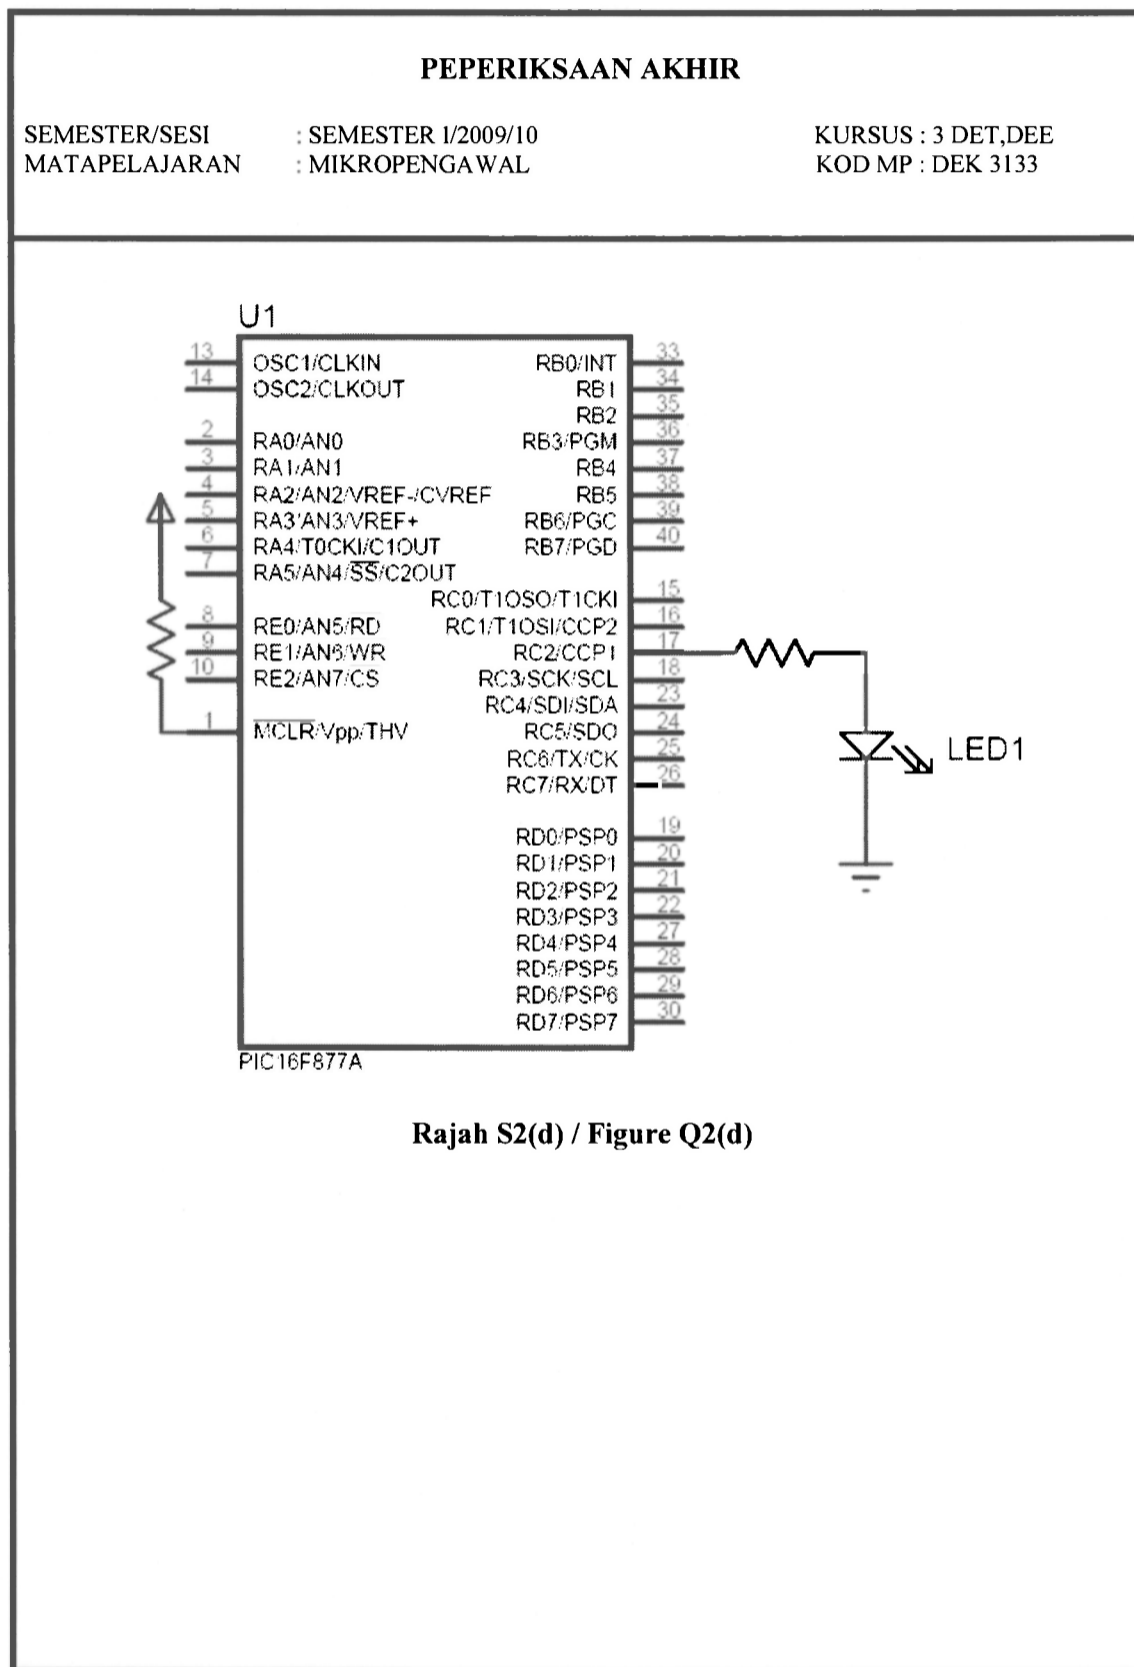 PEPERIKSAAN AKHIR
SEMESTER/SESI : SEMESTER I/2009/10 KURSUS : 3 DET,DEE
MATAPELAJARAN : MIKROPENGAWAL KOD MP : DEK 3133
U1
13 OSC1/CLKIN RB0/INT 33
14 OSC2/CLKOUT RB1 34
RB2 35
2 RA0/AN0 RB3/PGM 36
3 RA1/AN1 RB4 37
4 RA2/AN2/VREF-/CVREF RB5 38
5 RA3/AN3/VREF+ RB6/PGC 39
6 RA4/T0CKI/C1OUT RB7/PGD 40
7 RA5/AN4/SS/C2OUT
RC0/T1OSO/T1CKI 15
8 RE0/AN5/RD RC1/T1OSI/CCP2 16
9 RE1/AN6/WR RC2/CCP1 17
10 RE2/AN7/CS RC3/SCK/SCL 18
RC4/SDI/SDA 23
1 MCLR/Vpp/THV RC5/SDO 24
RC6/TX/CK 25
RC7/RX/DT 26
LED1
RD0/PSP0 19
RD1/PSP1 20
RD2/PSP2 21
RD3/PSP3 22
RD4/PSP4 27
RD5/PSP5 28
RD6/PSP6 29
RD7/PSP7 30
PIC16F877A
Rajah S2(d) / Figure Q2(d)